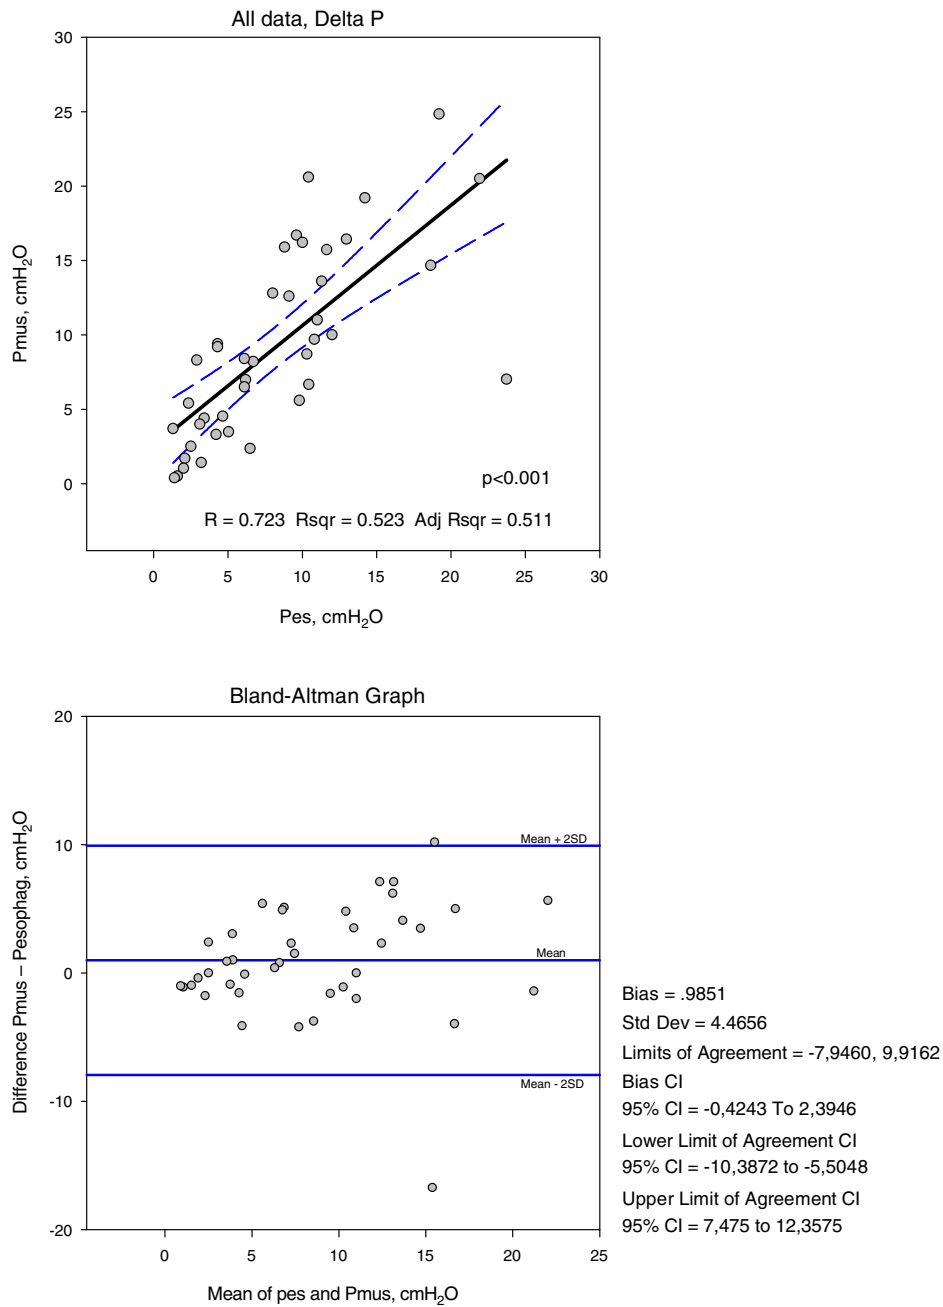 All data, Delta P
30
25
20
15
10
5
0
Pmus, cmH2O
p<0.001
R = 0.723 Rsqr = 0.523 Adj Rsqr = 0.511
0 5 10 15 20 25 30
Pes, cmH2O
Bland-Altman Graph
20
10
0
-10
-20
Difference Pmus – Pesophag, cmH2O
Mean + 2SD
Mean
Mean - 2SD
0 5 10 15 20 25
Mean of pes and Pmus, cmH2O
Bias = .9851
Std Dev = 4.4656
Limits of Agreement = -7,9460, 9,9162
Bias CI
95% CI = -0,4243 To 2,3946
Lower Limit of Agreement CI
95% CI = -10,3872 to -5,5048
Upper Limit of Agreement CI
95% CI = 7,475 to 12,3575